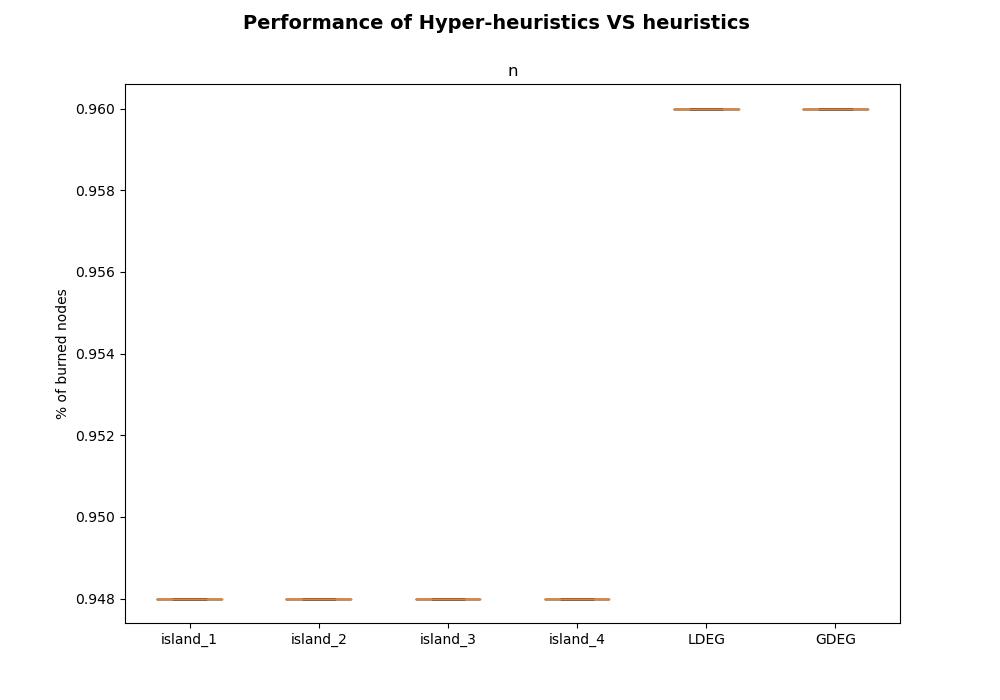 Performance of Hyper-heuristics VS heuristics
n
0.960
0.958
0.956
0.954
0.952
0.950
0.948
% of burned nodes
island_1 island_2 island_3 island_4 LDEG GDEG